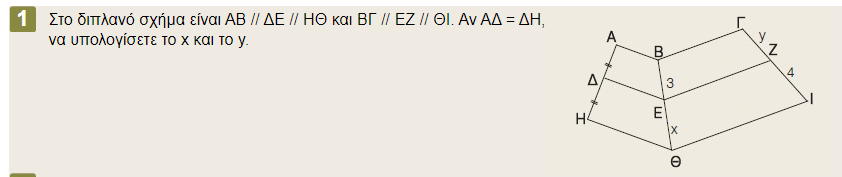 1 Στο διπλανό σχήμα είναι ΑΒ // ΔΕ // ΗΘ και ΒΓ // ΕΖ // ΘΙ. Αν ΑΔ = ΔΗ,
να υπολογίσετε το x και το y.
Γ
Α
y
Β
Ζ
Δ
3
4
Ι
Η
Ε
x
Θ